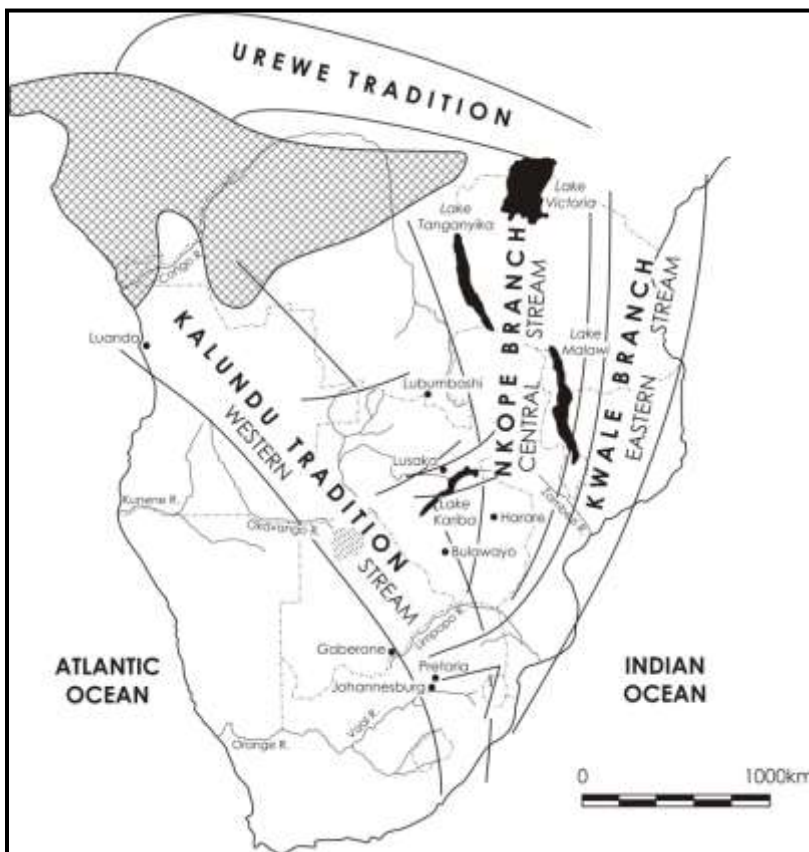 UREWE TRADITION
Lake
Victoria
Lake
Tanganyika
Congo R.
NKOPE BRANCH
CENTRAL STREAM
KWALE BRANCH
EASTERN STREAM
KALUNDU TRADITION
WESTERN STREAM
Luanda
Lubumbashi
Lake
Malawi
Lusaka
Lake
Kariba
Harare
Zambezi R.
Kunene R.
Okavango R.
Bulawayo
Limpopo R.
Gaberone
Pretoria
Johannesburg
ATLANTIC
OCEAN
INDIAN
OCEAN
Vaal R.
Orange R.
0 1000km